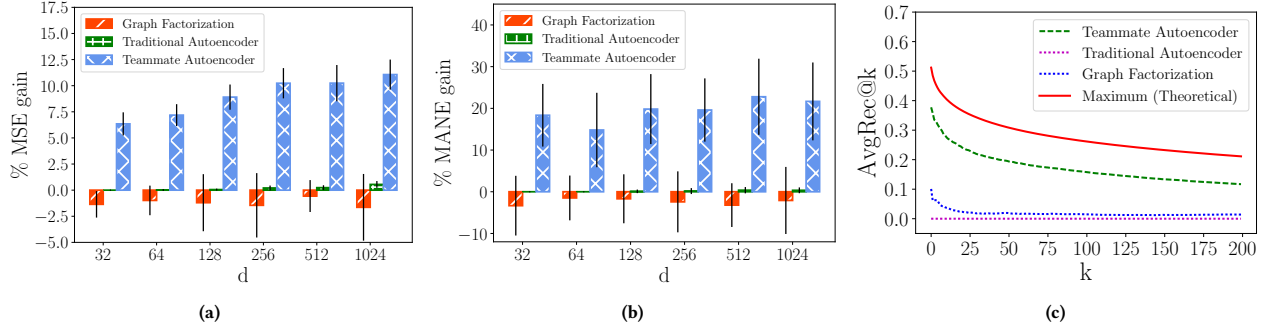 17.5
15.0
12.5
10.0
7.5
5.0
2.5
0.0
−2.5
−5.0
% MSE gain
Graph Factorization
Traditional Autoencoder
Teammate Autoencoder
32 64 128 256 512 1024
d
(a)
40
30
20
10
0
−10
% MANE gain
Graph Factorization
Traditional Autoencoder
Teammate Autoencoder
32 64 128 256 512 1024
d
(b)
0.7
0.6
0.5
0.4
0.3
0.2
0.1
0.0
AvgRec@k
Teammate Autoencoder
Traditional Autoencoder
Graph Factorization
Maximum (Theoretical)
0 25 50 75 100 125 150 175 200
k
(c)